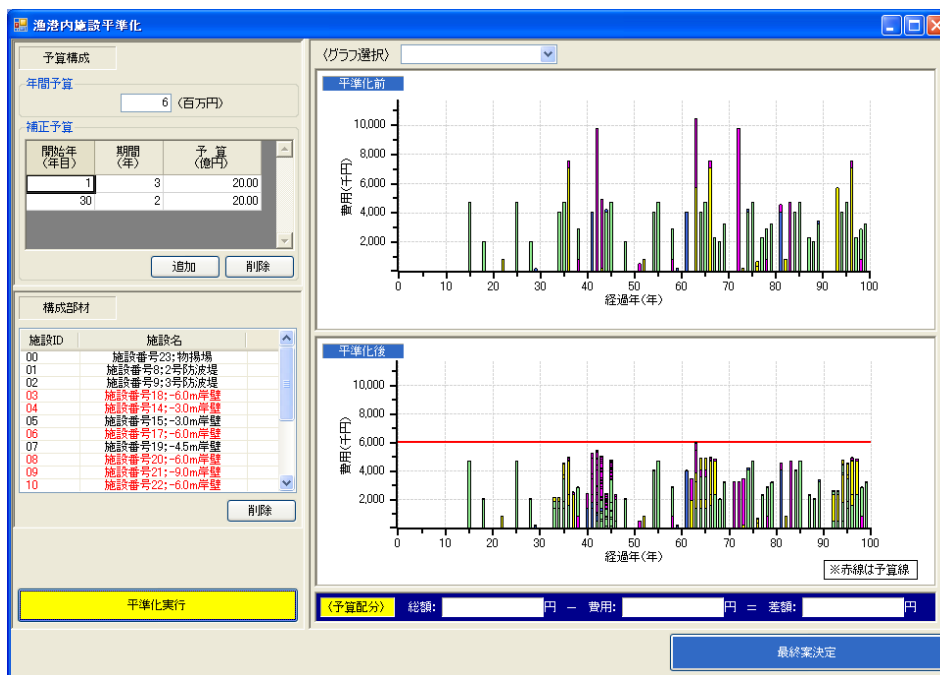 漁港内施設平準化
予算構成
年間予算
6 (百万円)
補正予算
開始年(年目) 期間(年) 予算(億円)
1 3 20.00
30 2 20.00
追加 削除
構成部材
施設ID 施設名
00 施設番号23;物揚場
01 施設番号8;2号防波堤
02 施設番号9;3号防波堤
03 施設番号18;-6.0m岸壁
04 施設番号14;-3.0m岸壁
05 施設番号15;-3.0m岸壁
06 施設番号17;-6.0m岸壁
07 施設番号19;-4.5m岸壁
08 施設番号20;-6.0m岸壁
09 施設番号21;-9.0m岸壁
10 施設番号22;-6.0m岸壁
削除
平準化実行
〈グラフ選択〉
平準化前
費用(千円)
10,000
8,000
6,000
4,000
2,000
0 10 20 30 40 50 60 70 80 90 100
経過年(年)
平準化後
費用(千円)
10,000
8,000
6,000
4,000
2,000
0 10 20 30 40 50 60 70 80 90 100
経過年(年)
※赤線は予算線
〈予算配分〉 総額: 円 - 費用: 円 = 差額: 円
最終案決定